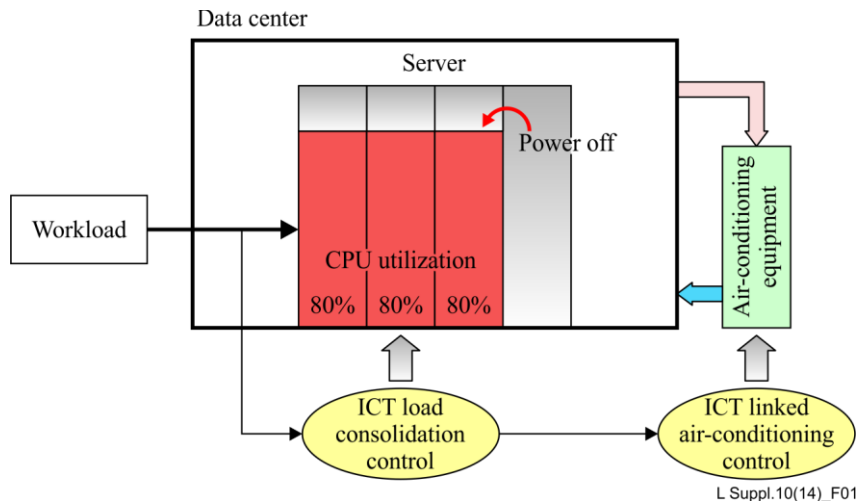 Data center
Server
Power off
Workload
CPU utilization
80% 80% 80%
Air-conditioning
equipment
ICT load
consolidation
control
ICT linked
air-conditioning
control
L Suppl.10(14)_F01